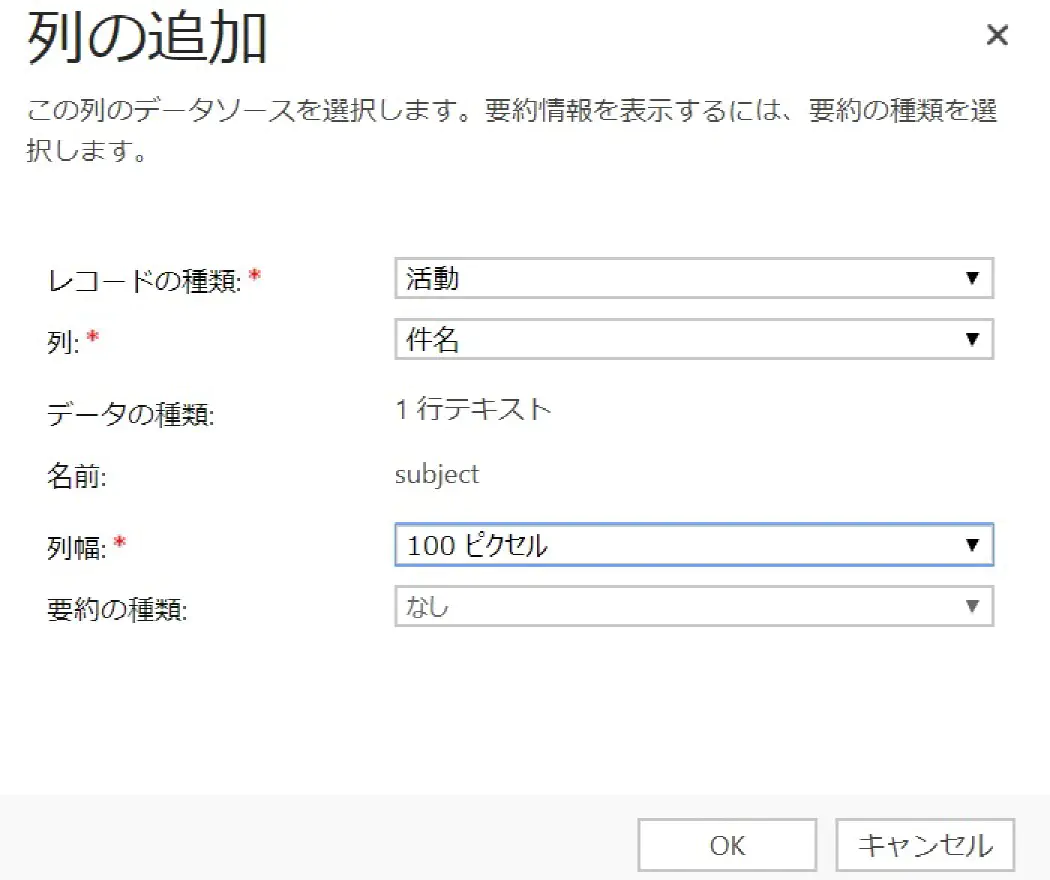 列の追加
この列のデータソースを選択します。要約情報を表示するには、要約の種類を選
択します。
レコードの種類: * 活動
列: * 件名
データの種類: 1 行テキスト
名前: subject
列幅: * 100 ピクセル
要約の種類: なし
OK キャンセル